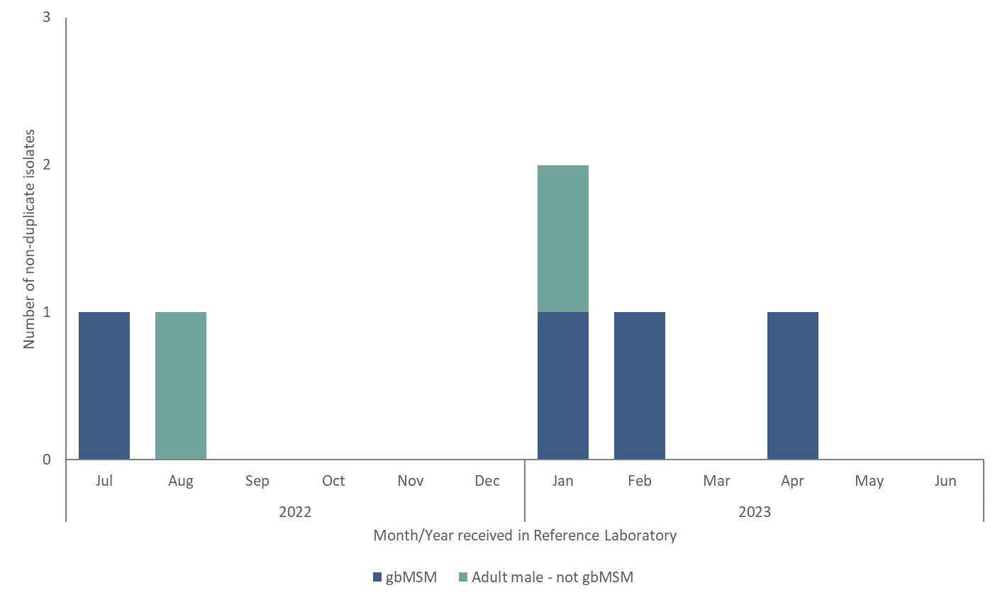 3
2
1
0
Number of non-duplicate isolates
Jul Aug Sep Oct Nov Dec Jan Feb Mar Apr May Jun
2022 2023
Month/Year received in Reference Laboratory
gbMSM Adult male - not gbMSM